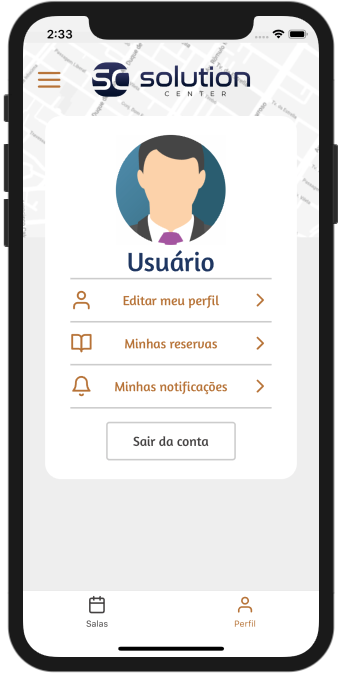 2:33
SC solution
CENTER
Usuário
Editar meu perfil
Minhas reservas
Minhas notificações
Sair da conta
Salas
Perfil